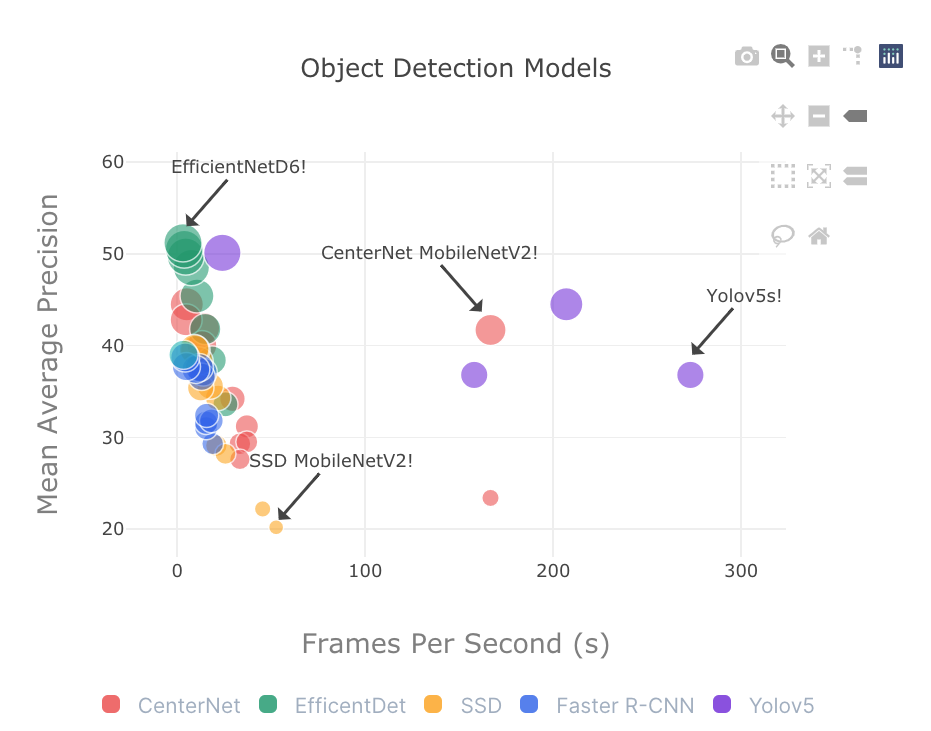 Object Detection Models
60
EfficientNetD6!
50
CenterNet MobileNetV2!
Yolov5s!
40
30
SSD MobileNetV2!
20
Mean Average Precision
0
100
200
300
Frames Per Second (s)
CenterNet
EfficentDet
SSD
Faster R-CNN
Yolov5